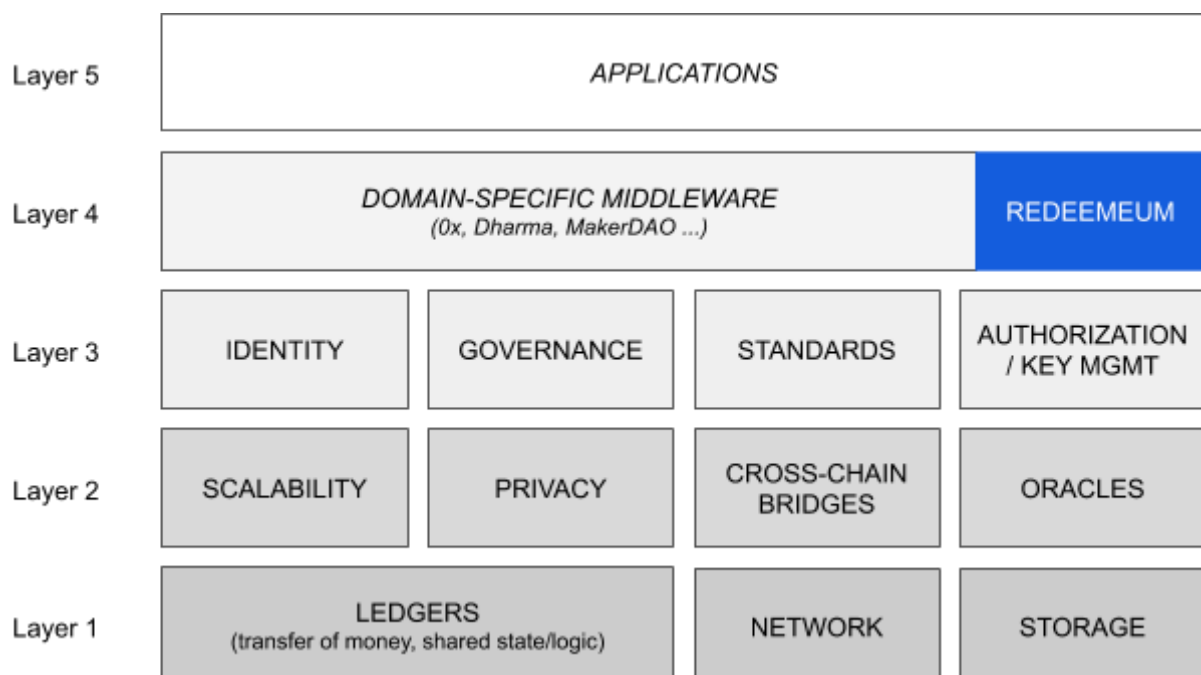 Layer 5
APPLICATIONS
Layer 4
DOMAIN-SPECIFIC MIDDLEWARE
(0x, Dharma, MakerDAO ...)
REDEEMEUM
Layer 3
IDENTITY
GOVERNANCE
STANDARDS
AUTHORIZATION
/ KEY MGMT
Layer 2
SCALABILITY
PRIVACY
CROSS-CHAIN
BRIDGES
ORACLES
Layer 1
LEDGERS
(transfer of money, shared state/logic)
NETWORK
STORAGE